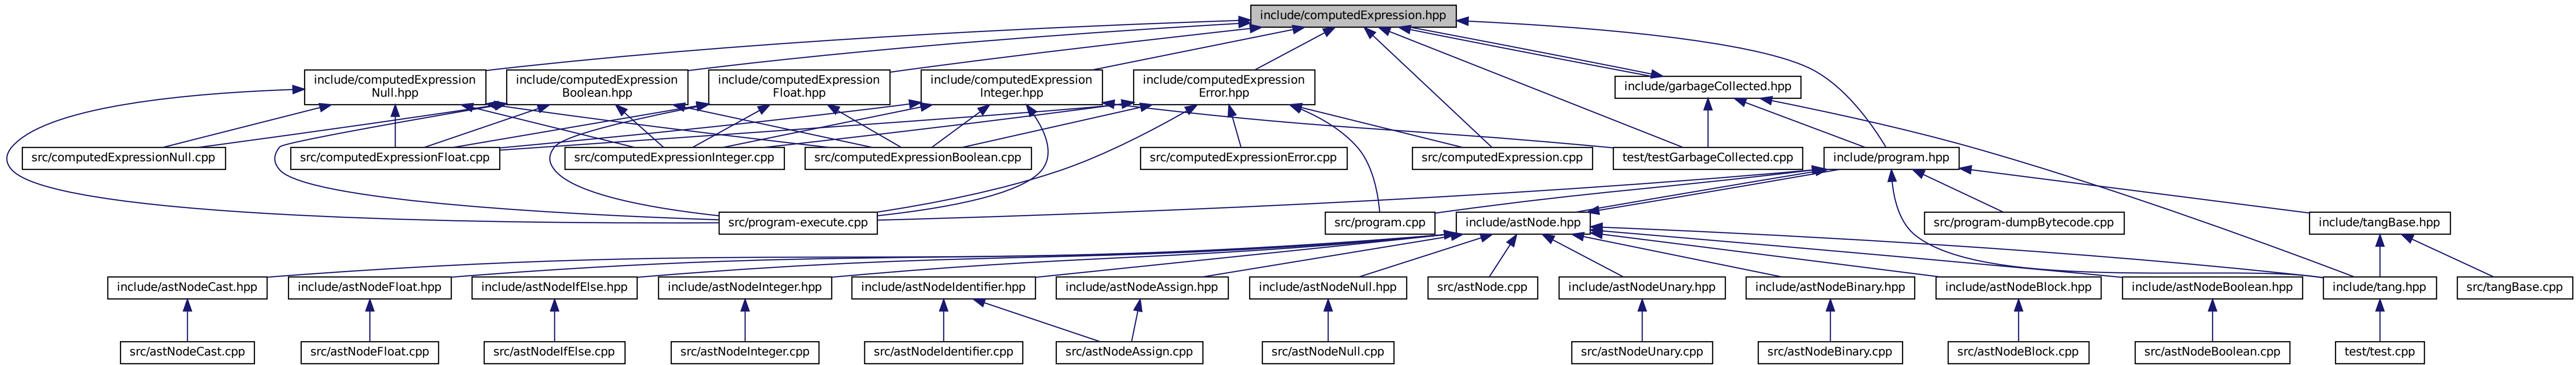 include/computedExpression.hpp
include/computedExpression
Null.hpp
include/computedExpression
Boolean.hpp
include/computedExpression
Float.hpp
include/computedExpression
Integer.hpp
include/computedExpression
Error.hpp
include/garbageCollected.hpp
src/computedExpressionNull.cpp
src/computedExpressionFloat.cpp
src/computedExpressionInteger.cpp
src/computedExpressionBoolean.cpp
src/computedExpressionError.cpp
src/computedExpression.cpp
test/testGarbageCollected.cpp
include/program.hpp
src/program-execute.cpp
src/program.cpp
include/astNode.hpp
src/program-dumpBytecode.cpp
include/tangBase.hpp
include/astNodeCast.hpp
include/astNodeFloat.hpp
include/astNodeIfElse.hpp
include/astNodeInteger.hpp
include/astNodeIdentifier.hpp
include/astNodeAssign.hpp
include/astNodeNull.hpp
src/astNode.cpp
include/astNodeUnary.hpp
include/astNodeBinary.hpp
include/astNodeBlock.hpp
include/astNodeBoolean.hpp
include/tang.hpp
src/tangBase.cpp
src/astNodeCast.cpp
src/astNodeFloat.cpp
src/astNodeIfElse.cpp
src/astNodeInteger.cpp
src/astNodeIdentifier.cpp
src/astNodeAssign.cpp
src/astNodeNull.cpp
src/astNodeUnary.cpp
src/astNodeBinary.cpp
src/astNodeBlock.cpp
src/astNodeBoolean.cpp
test/test.cpp